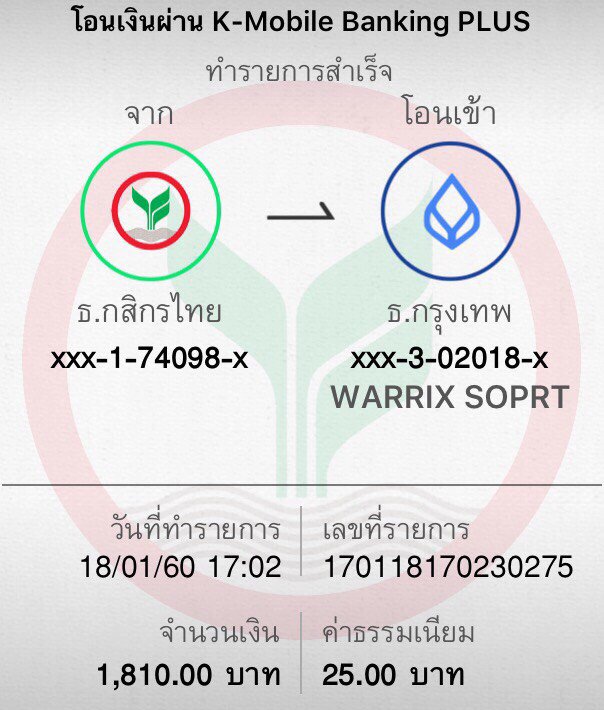 โอนเงินผ่าน K-Mobile Banking PLUS
ทำรายการสำเร็จ
จาก
โอนเข้า
ธ.กสิกรไทย
ธ.กรุงเทพ
xxx-1-74098-x
xxx-3-02018-x
WARRIX SOPRT
วันที่ทำรายการ
เลขที่รายการ
18/01/60 17:02
170118170230275
จำนวนเงิน
ค่าธรรมเนียม
1,810.00 บาท
25.00 บาท